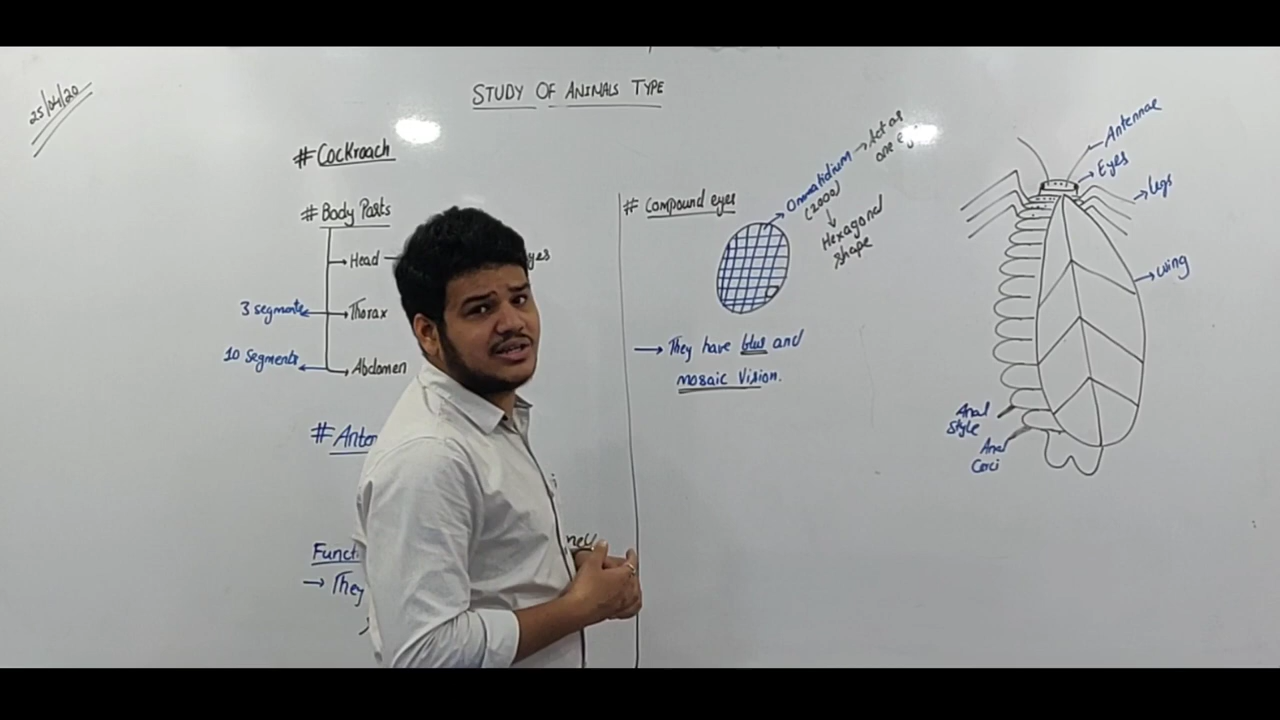 25/04/20
STUDY OF ANIMALS TYPE
# Cockroach
# Body Parts
Head
3 segments
Thorax
10 Segments
Abdomen
Funct
They
# Compound eyes
Ommatidium → Act as
one
(2000)
Hexagonal
shape
→ They have blur and
mosaic Vision.
Antennae
Eyes
Legs
wing
Anal
Style
Anal
Cerci